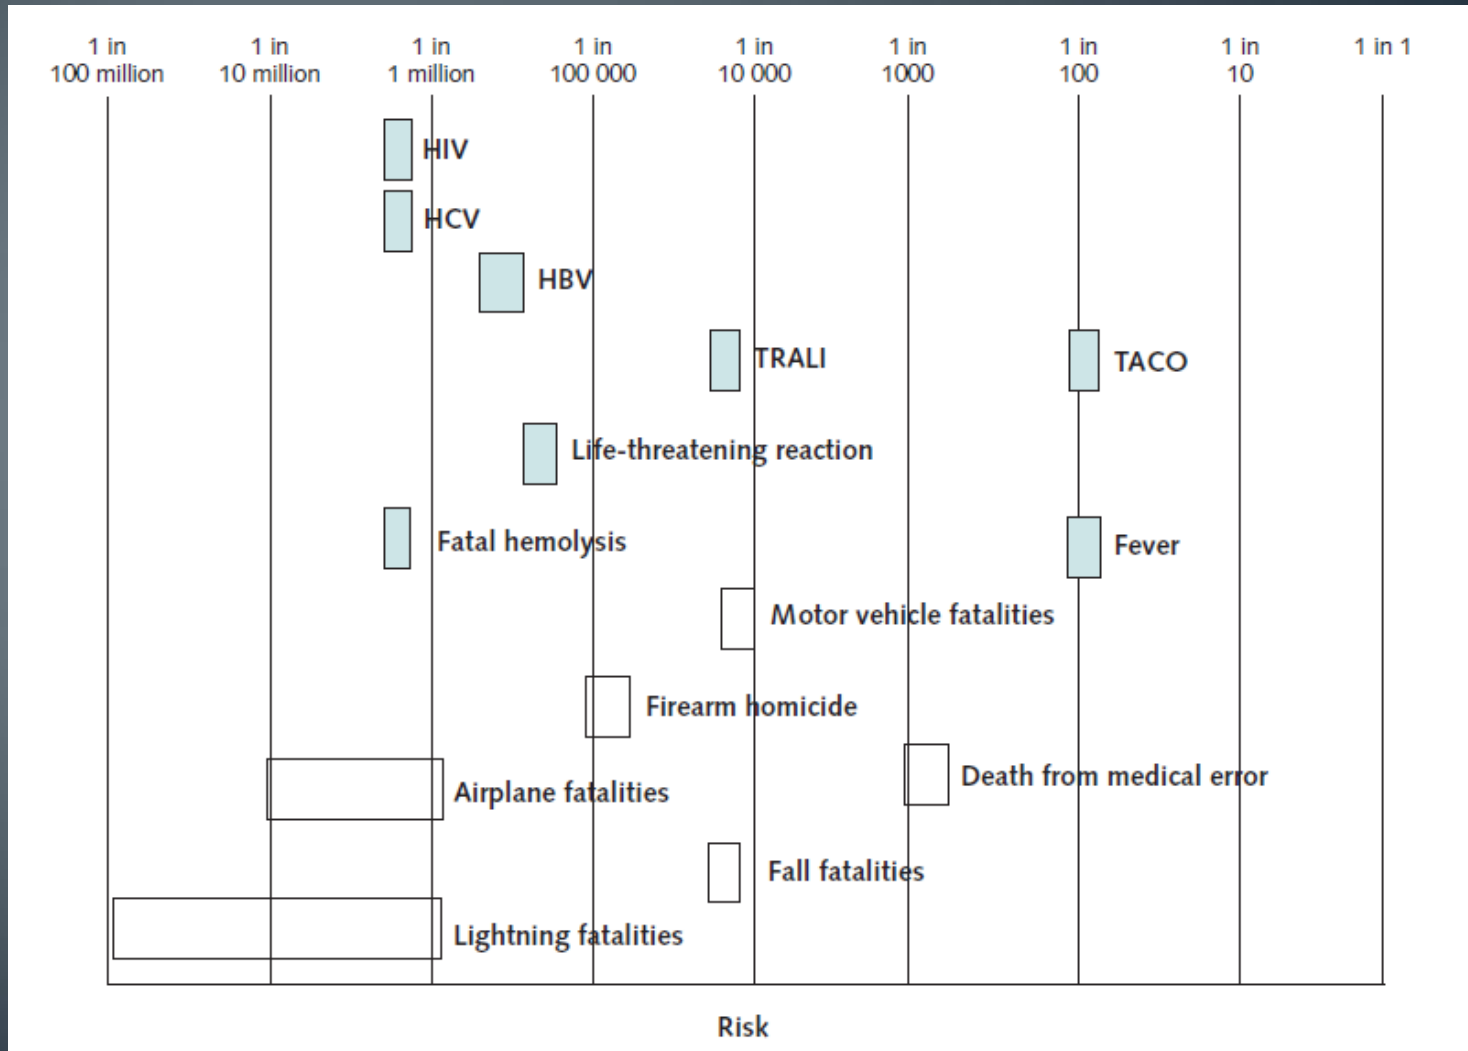 1 in
100 million
1 in
10 million
1 in
1 million
1 in
100 000
1 in
10 000
1 in
1000
1 in
100
1 in
10
1 in 1
HIV
HCV
HBV
TRALI
TACO
Life-threatening reaction
Fatal hemolysis
Fever
Motor vehicle fatalities
Firearm homicide
Death from medical error
Airplane fatalities
Fall fatalities
Lightning fatalities
Risk